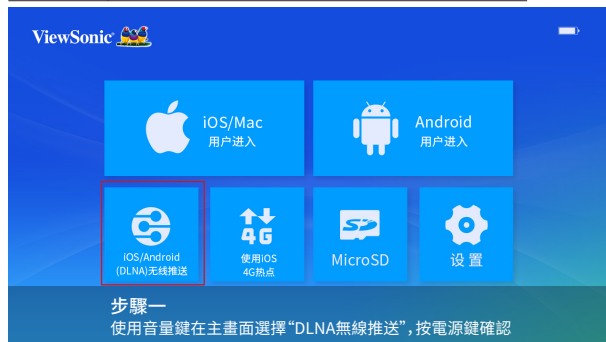 ViewSonic
iOS/Mac
用户进入
Android
用户进入
iOS/Android
(DLNA)无线推送
4G
使用iOS
4G热点
MicroSD
设置
步驟一
使用音量鍵在主畫面選擇“DLNA無線推送”，按電源鍵確認